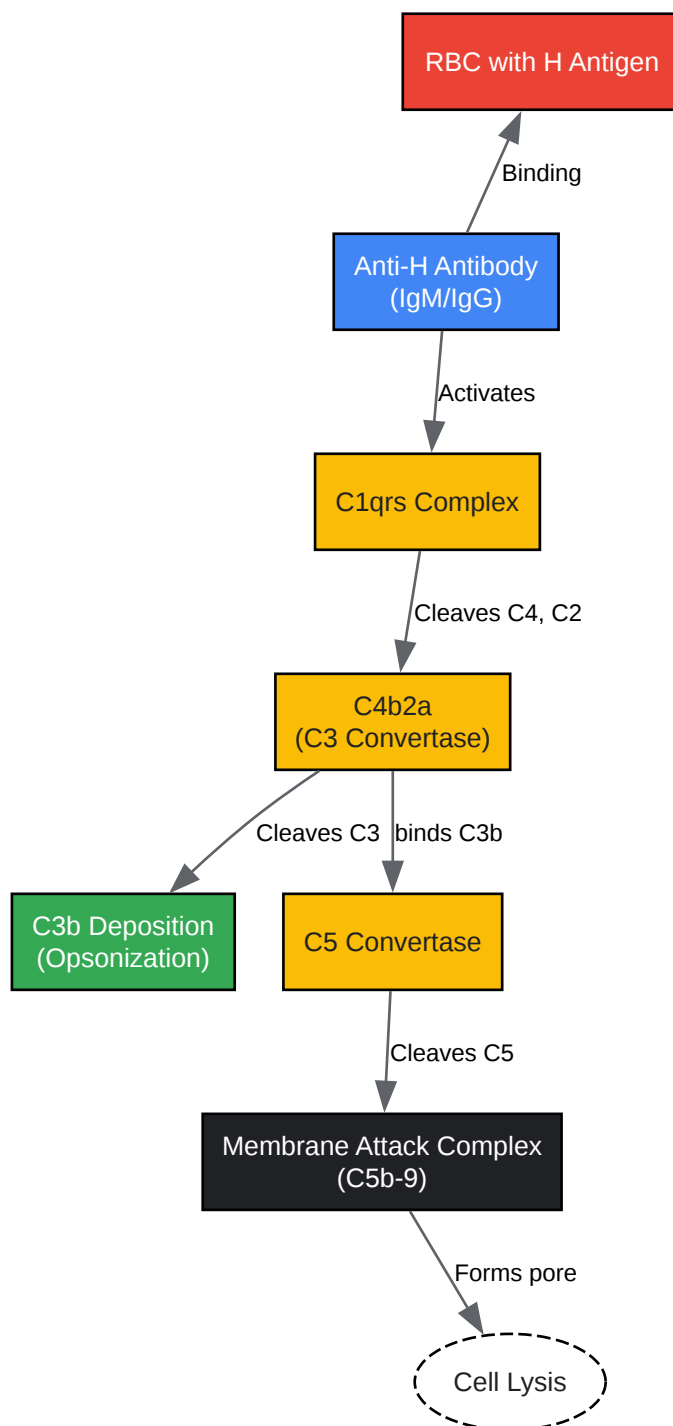 RBC with H Antigen
Binding
Anti-H Antibody
(IgM/IgG)
Activates
C1qrs Complex
Cleaves C4, C2
C4b2a
(C3 Convertase)
Cleaves C3
binds C3b
C3b Deposition
(Opsonization)
C5 Convertase
Cleaves C5
Membrane Attack Complex
(C5b-9)
Forms pore
Cell Lysis